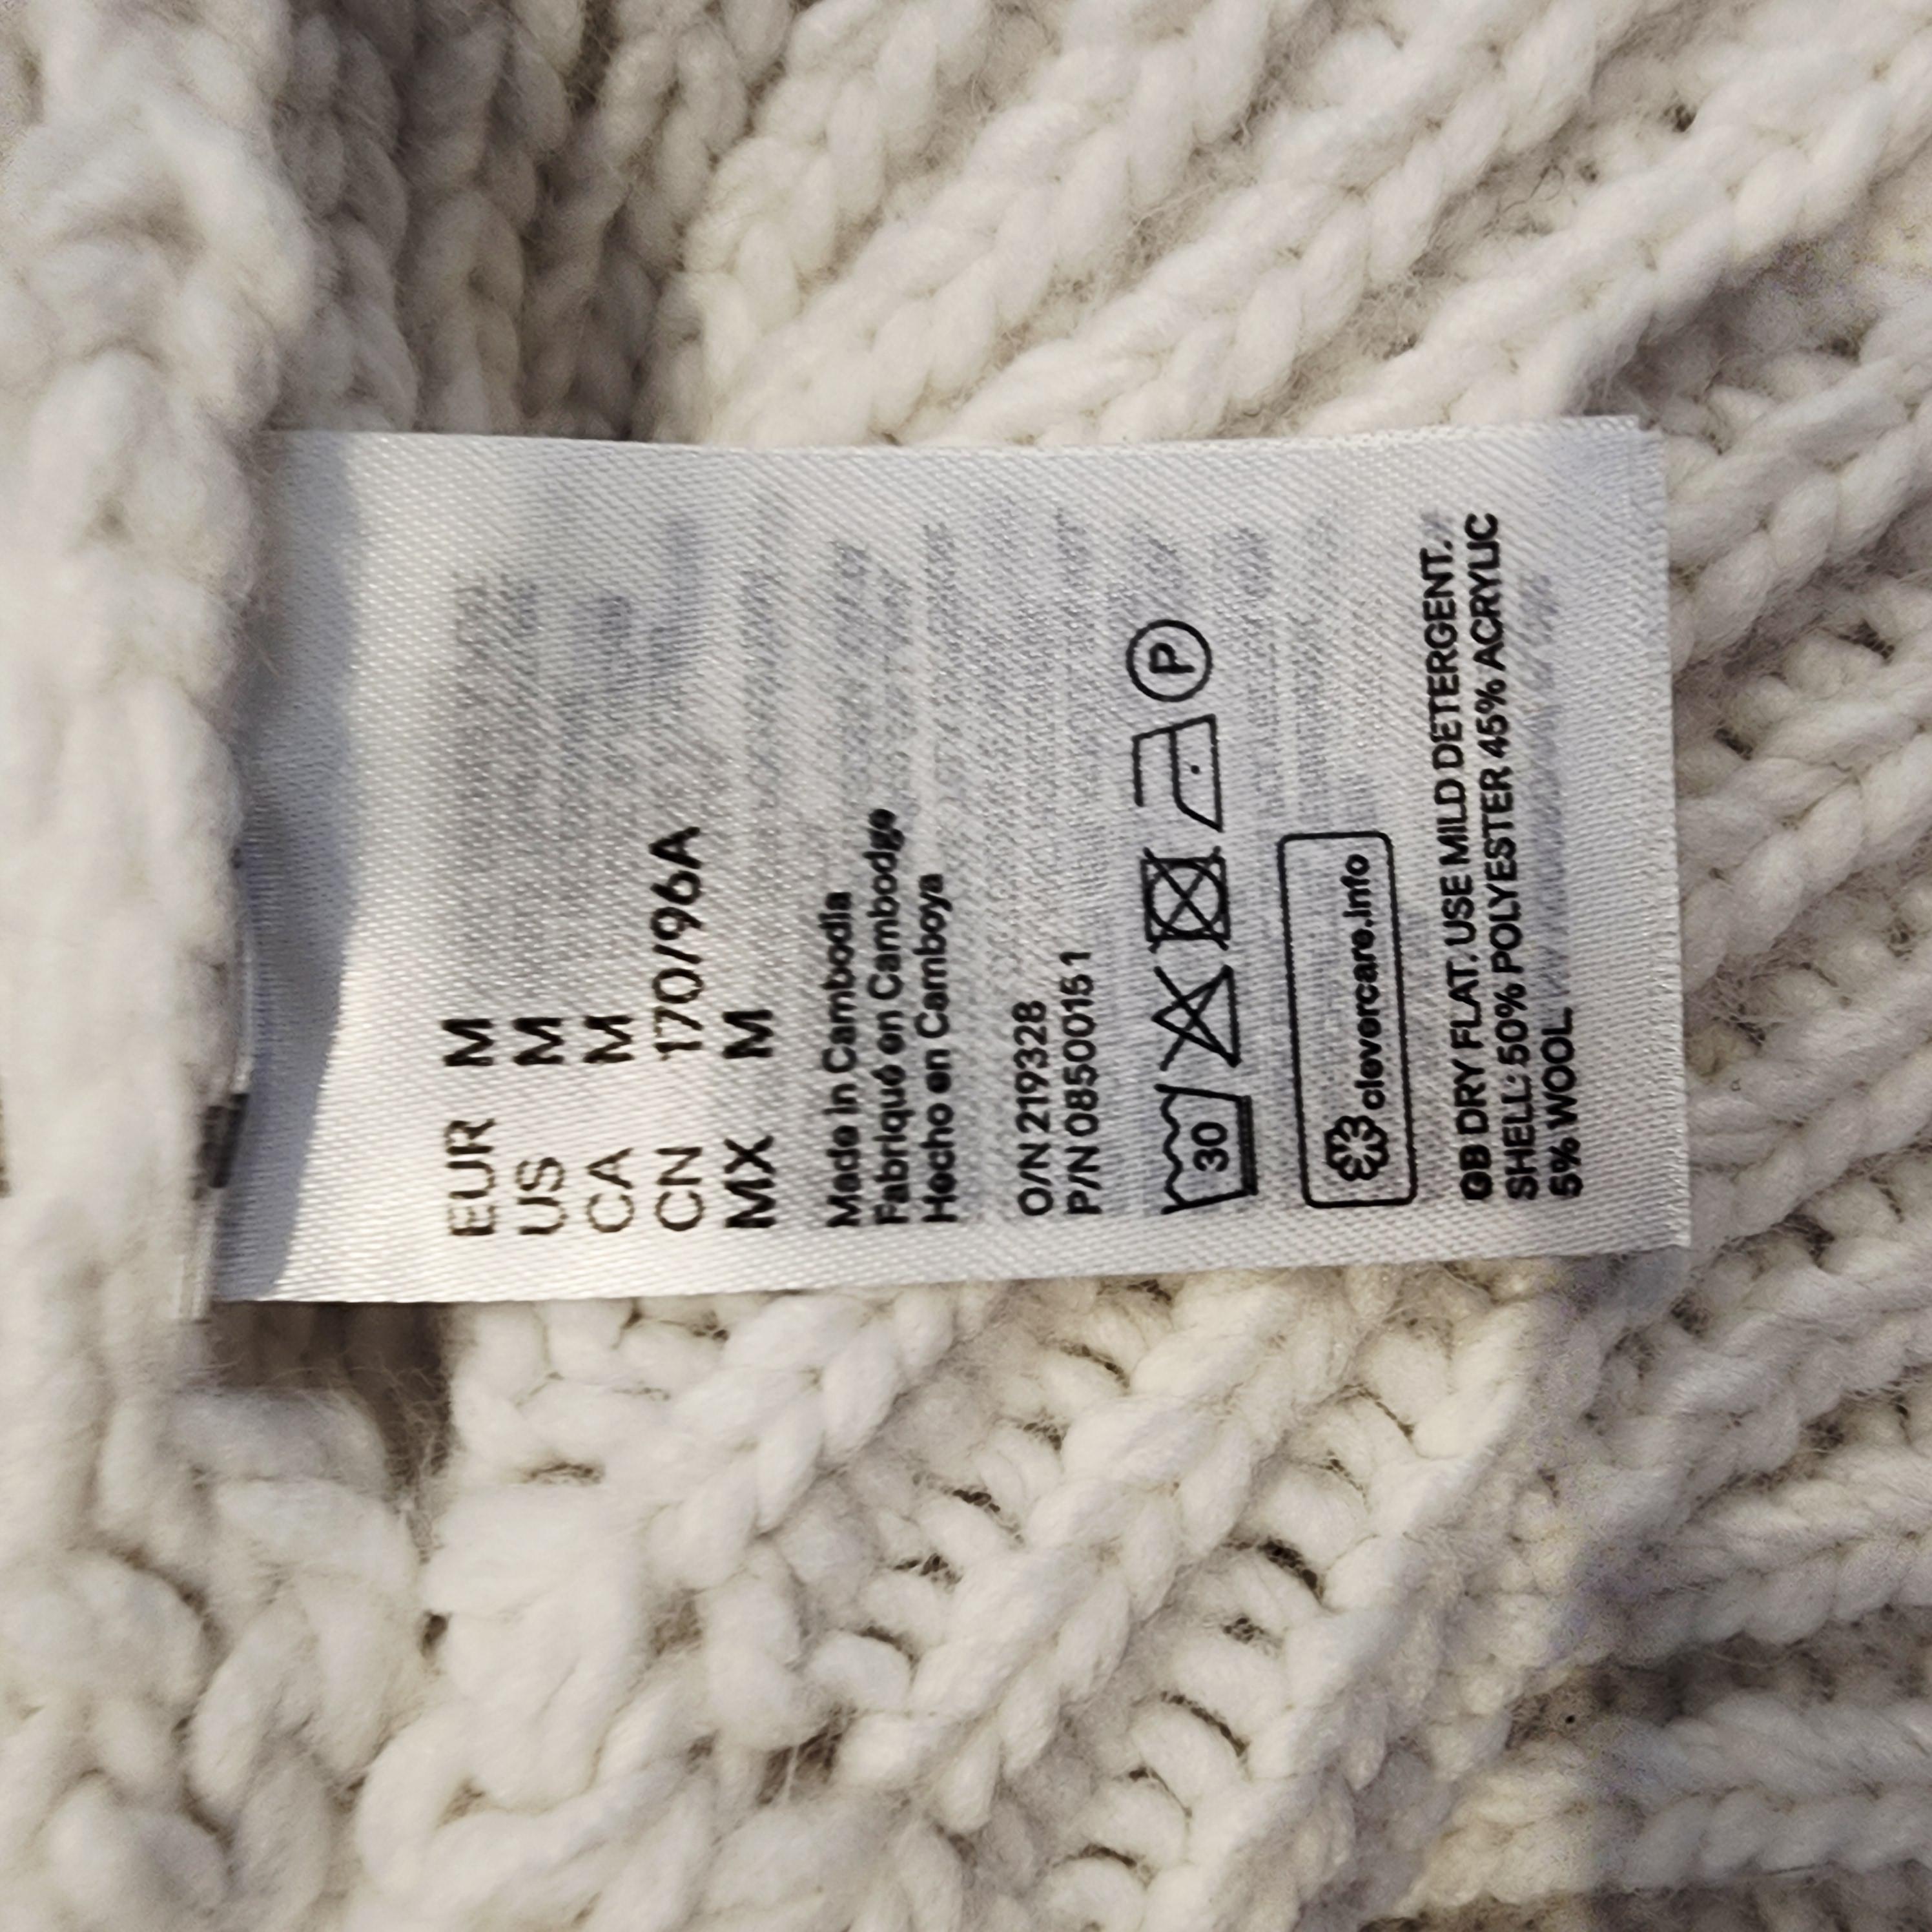 EUR M
US M
CA M
CN 170/96A
MX M
Made in Cambodia
Fabriqué en Cambodge
Hecho en Camboya
O/N 219328
P/N 08500151
30 P
clevercare.info
GB DRY FLAT. USE MILD DETERGENT.
SHELL: 50% POLYESTER 45% ACRYLIC
5% WOOL